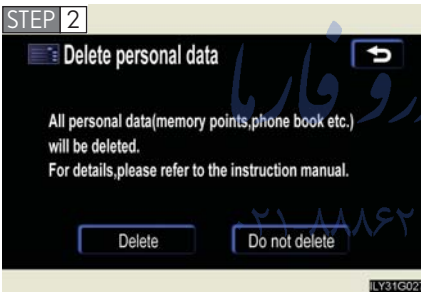 STEP 2
Delete personal data
All personal data(memory points,phone book etc.)
will be deleted.
For details,please refer to the instruction manual.
Delete
Do not delete
ILY31G027